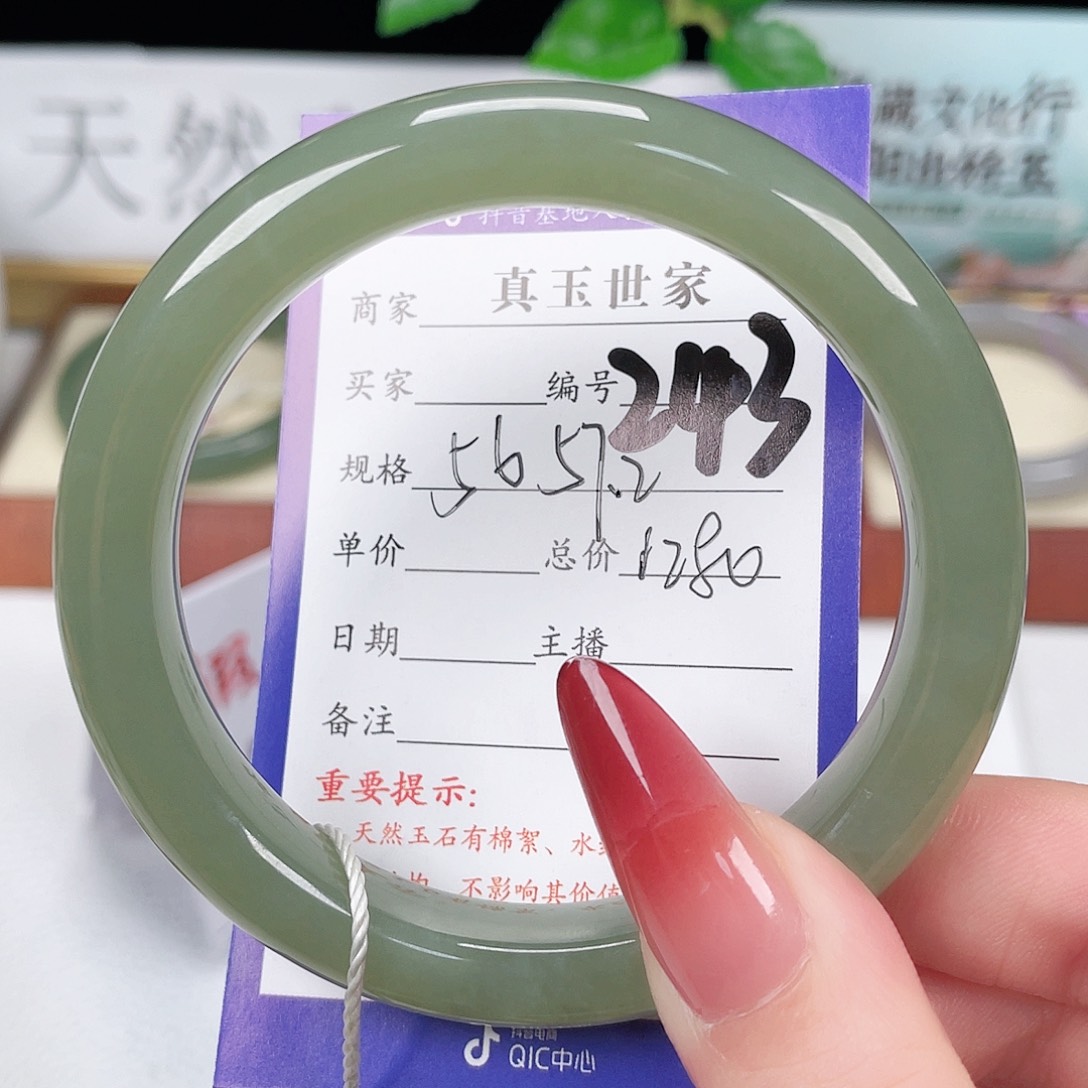 天然
抖音基地
商家 真玉世家
买家 编号 2443
规格 56 57.2
单价 总价 1280
日期 主播
备注
重要提示:
天然玉石有棉絮、水
不影响其价值
抖音电商
QIC中心